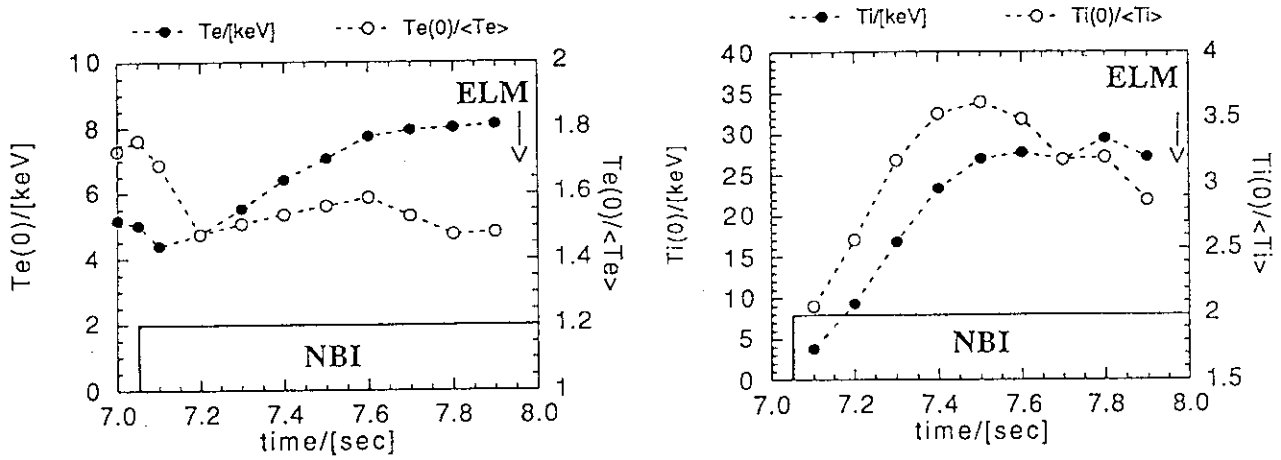 Te/[keV] Te(0)/<Te>
Te(0)/[keV]
10
8
6
4
2
0
ELM
NBI
2
1.8
1.6
1.4
1.2
1
Te(0)/<Te>
7.0 7.2 7.4 7.6 7.8 8.0
time/[sec]
Ti/[keV] Ti(0)/<Ti>
Ti(0)/[keV]
40
35
30
25
20
15
10
5
0
ELM
NBI
4
3.5
3
2.5
2
1.5
Ti(0)/<Ti>
7.0 7.2 7.4 7.6 7.8 8.0
time/[sec]